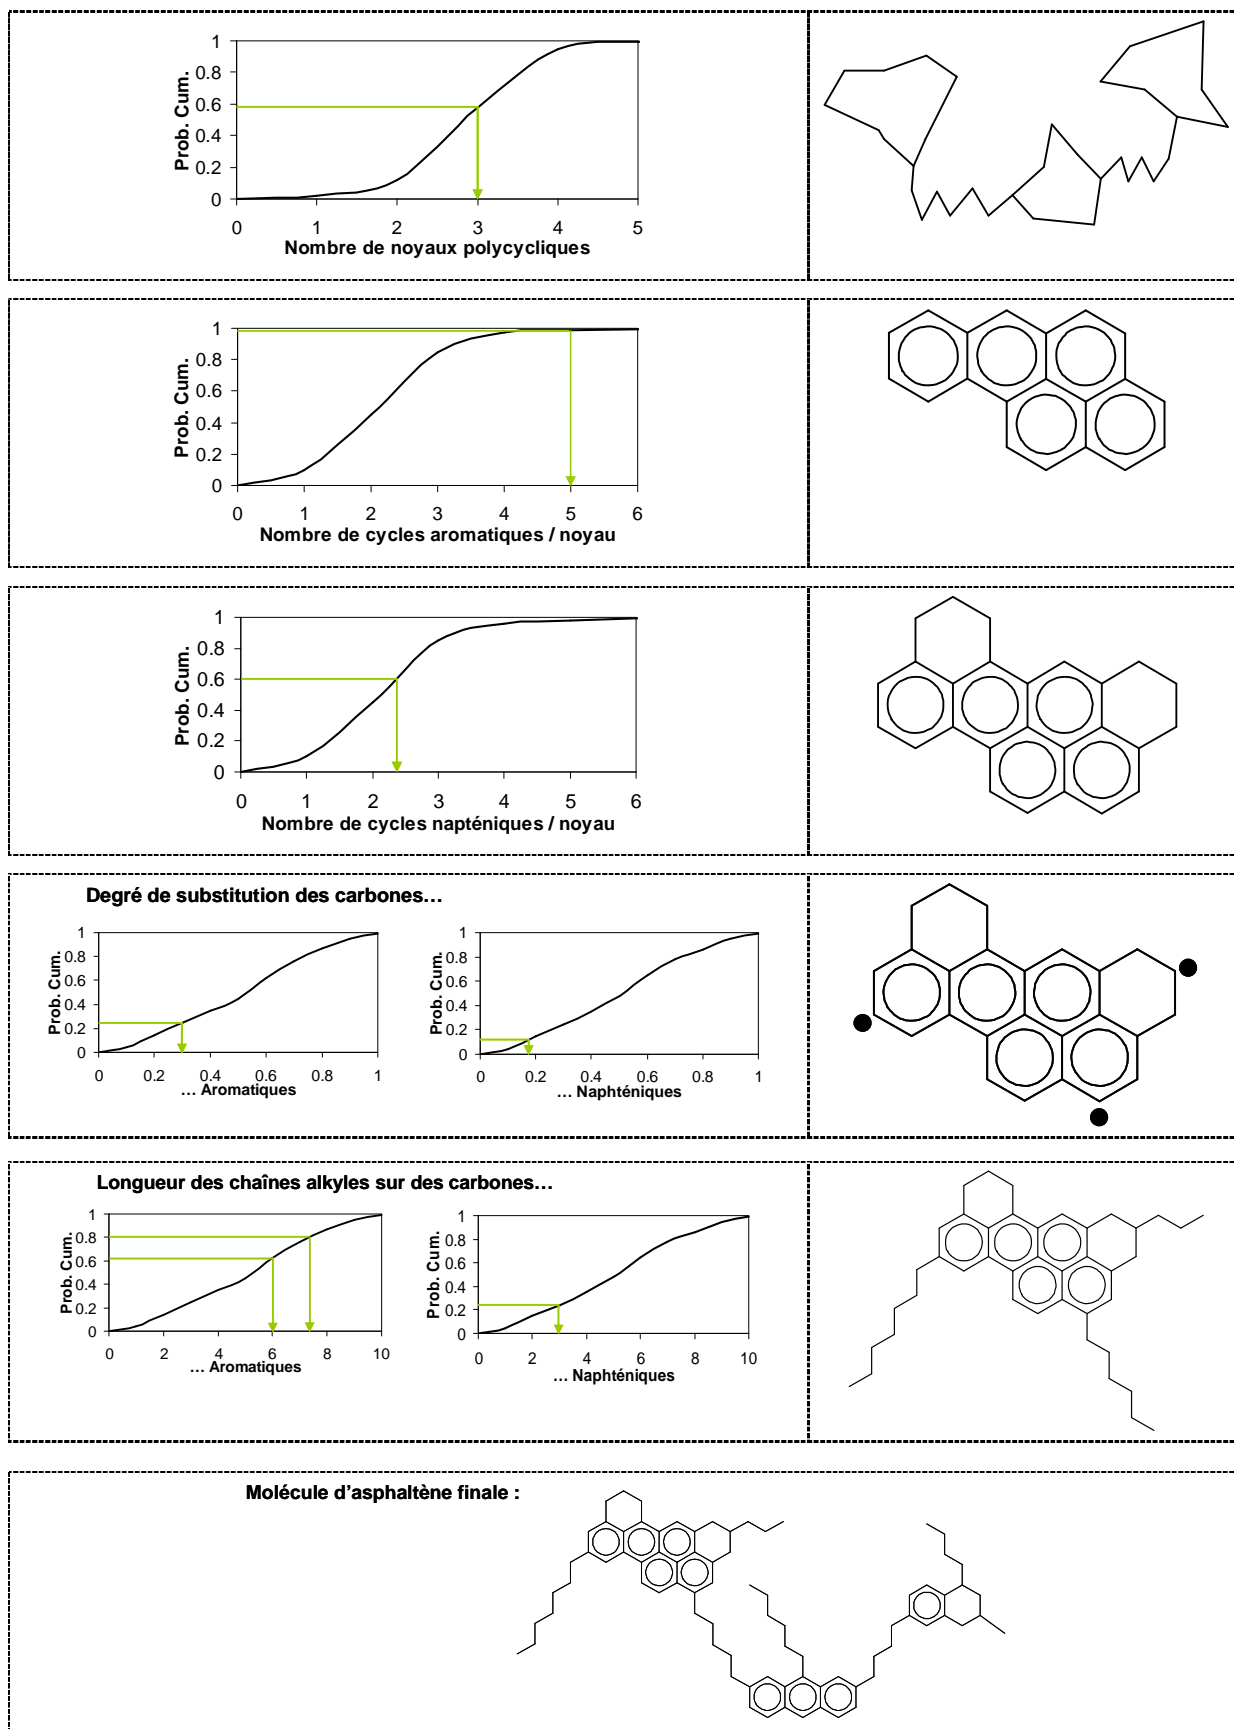 1
0.8
0.6
0.4
0.2
0
Prob. Cum.
0 1 2 3 4 5
Nombre de noyaux polycycliques
1
0.8
0.6
0.4
0.2
0
Prob. Cum.
0 1 2 3 4 5 6
Nombre de cycles aromatiques / noyau
1
0.8
0.6
0.4
0.2
0
Prob. Cum.
0 1 2 3 4 5 6
Nombre de cycles napténiques / noyau
Degré de substitution des carbones…
1
0.8
0.6
0.4
0.2
0
Prob. Cum.
0 0.2 0.4 0.6 0.8 1
… Aromatiques
1
0.8
0.6
0.4
0.2
0
Prob. Cum.
0 0.2 0.4 0.6 0.8 1
… Naphténiques
Longueur des chaînes alkyles sur des carbones…
1
0.8
0.6
0.4
0.2
0
Prob. Cum.
0 2 4 6 8 10
… Aromatiques
1
0.8
0.6
0.4
0.2
0
Prob. Cum.
0 2 4 6 8 10
… Naphténiques
Molécule d'asphaltène finale :